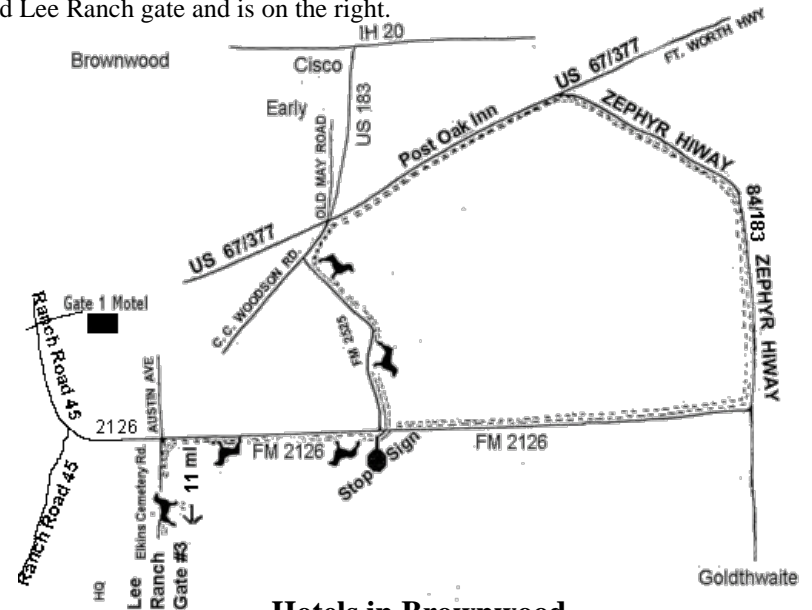 d Lee Ranch gate and is on the right.
IH 20
Brownwood
Cisco
US 67/377
FT. WORTH HWY
Early
US 183
ZEPHYR HIWAY
Post Oak Inn
OLD MAY ROAD
84/183 ZEPHYR HIWAY
US 67/377
C.C. WOODSON RD.
Gate 1 Motel
Ranch Road 45
FM 2525
AUSTIN AVE
2126
FM 2126
FM 2126
Stop Sign
Ranch Road 45
Elkins Cemetery Rd.
11 ml
HQ
Lee
Ranch
Gate #3
Goldthwaite
Hotels in Brownwood